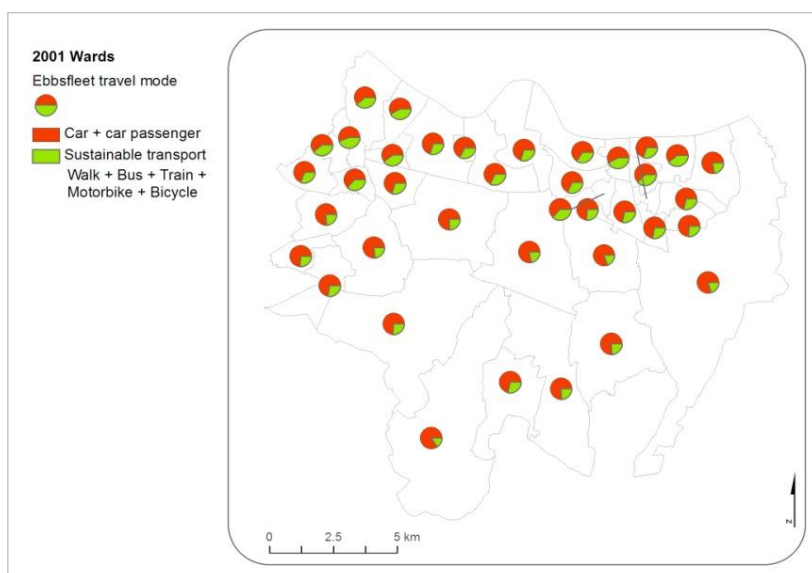 2001 Wards
Ebbsfleet travel mode
Car + car passenger
Sustainable transport
Walk + Bus + Train +
Motorbike + Bicycle
0 2.5 5 km
N